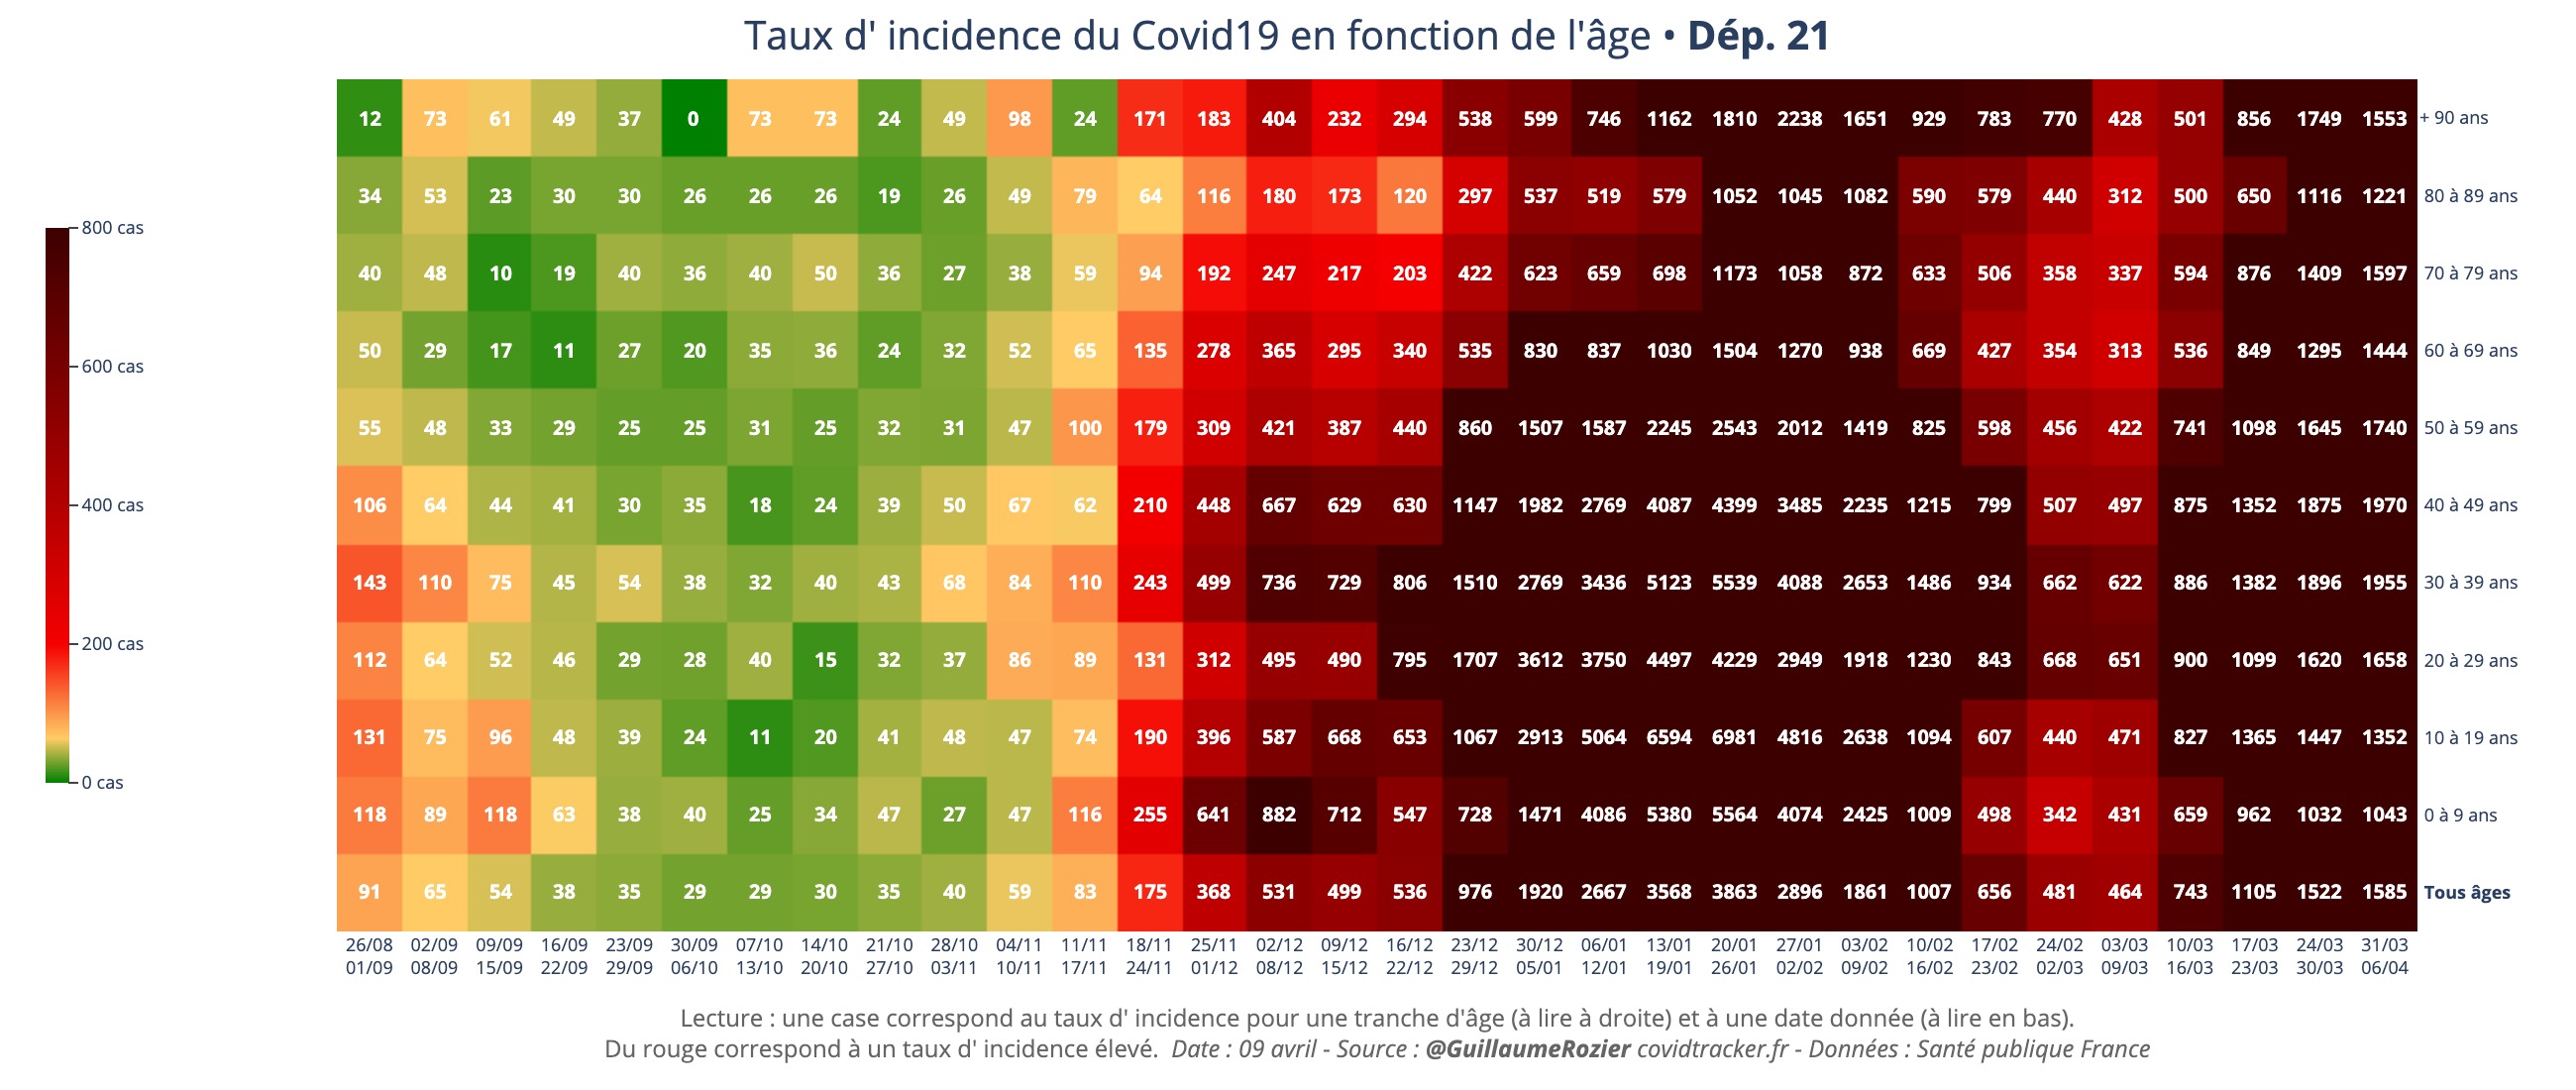 Taux d' incidence du Covid19 en fonction de l'âge • Dép. 21
800 cas
600 cas
400 cas
200 cas
0 cas
12 73 61 49 37 0 73 73 24 49 98 24 171 183 404 232 294 538 599 746 1162 1810 2238 1651 929 783 770 428 501 856 1749 1553 + 90 ans
34 53 23 30 30 26 26 26 19 26 49 79 64 116 180 173 120 297 537 519 579 1052 1045 1082 590 579 440 312 500 650 1116 1221 80 à 89 ans
40 48 10 19 40 36 40 50 36 27 38 59 94 192 247 217 203 422 623 659 698 1173 1058 872 633 506 358 337 594 876 1409 1597 70 à 79 ans
50 29 17 11 27 20 35 36 24 32 52 65 135 278 365 295 340 535 830 837 1030 1504 1270 938 669 427 354 313 536 849 1295 1444 60 à 69 ans
55 48 33 29 25 25 31 25 32 31 47 100 179 309 421 387 440 860 1507 1587 2245 2543 2012 1419 825 598 456 422 741 1098 1645 1740 50 à 59 ans
106 64 44 41 30 35 18 24 39 50 67 62 210 448 667 629 630 1147 1982 2769 4087 4399 3485 2235 1215 799 507 497 875 1352 1875 1970 40 à 49 ans
143 110 75 45 54 38 32 40 43 68 84 110 243 499 736 729 806 1510 2769 3436 5123 5539 4088 2653 1486 934 662 622 886 1382 1896 1955 30 à 39 ans
112 64 52 46 29 28 40 15 32 37 86 89 131 312 495 490 795 1707 3612 3750 4497 4229 2949 1918 1230 843 668 651 900 1099 1620 1658 20 à 29 ans
131 75 96 48 39 24 11 20 41 48 47 74 190 396 587 668 653 1067 2913 5064 6594 6981 4816 2638 1094 607 440 471 827 1365 1447 1352 10 à 19 ans
118 89 118 63 38 40 25 34 47 27 47 116 255 641 882 712 547 728 1471 4086 5380 5564 4074 2425 1009 498 342 431 659 962 1032 1043 0 à 9 ans
91 65 54 38 35 29 29 30 35 40 59 83 175 368 531 499 536 976 1920 2667 3568 3863 2896 1861 1007 656 481 464 743 1105 1522 1585 Tous âges
26/08 02/09 09/09 16/09 23/09 30/09 07/10 14/10 21/10 28/10 04/11 11/11 18/11 25/11 02/12 09/12 16/12 23/12 30/12 06/01 13/01 20/01 27/01 03/02 10/02 17/02 24/02 03/03 10/03 17/03 24/03 31/03
01/09 08/09 15/09 22/09 29/09 06/10 13/10 20/10 27/10 03/11 10/11 17/11 24/11 01/12 08/12 15/12 22/12 29/12 05/01 12/01 19/01 26/01 02/02 09/02 16/02 23/02 02/03 09/03 16/03 23/03 30/03 06/04
Lecture : une case correspond au taux d' incidence pour une tranche d'âge (à lire à droite) et à une date donnée (à lire en bas).
Du rouge correspond à un taux d' incidence élevé. Date : 09 avril - Source : @GuillaumeRozier covidtracker.fr - Données : Santé publique France